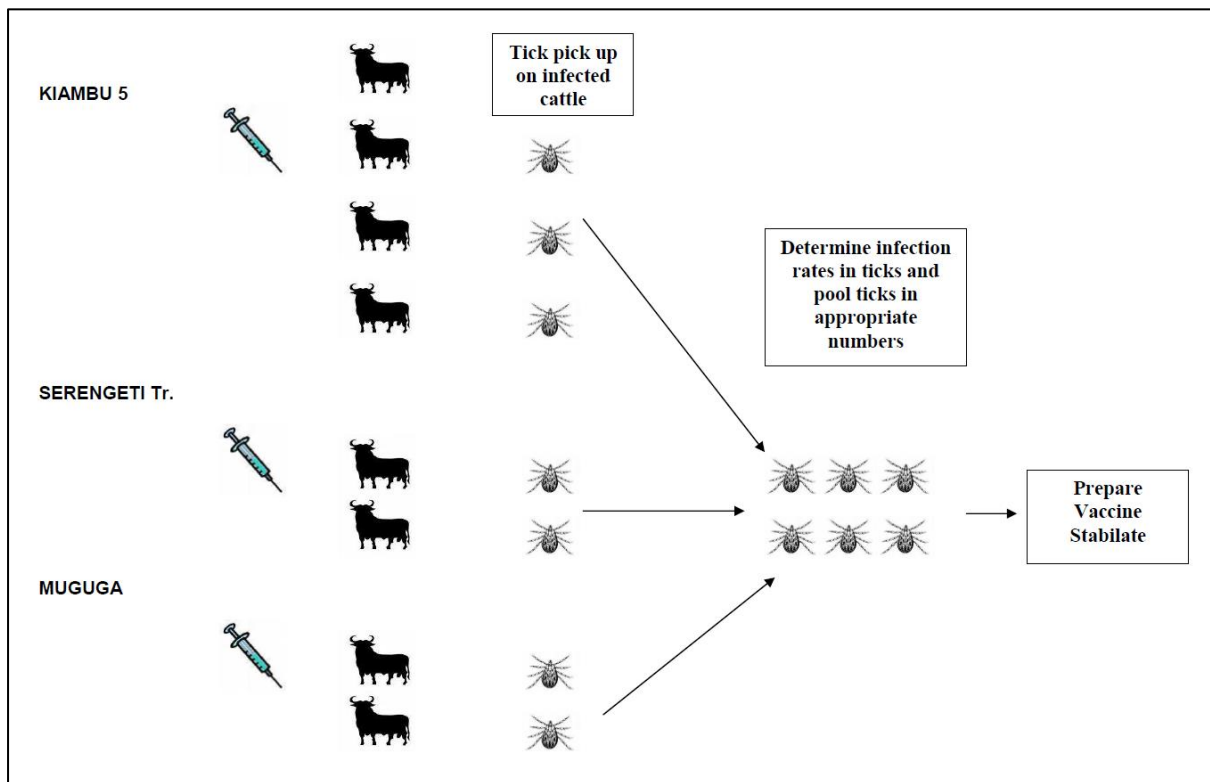 KIAMBU 5
Tick pick up
on infected
cattle
Determine infection
rates in ticks and
pool ticks in
appropriate
numbers
SERENGETI Tr.
Prepare
Vaccine
Stabilate
MUGUGA